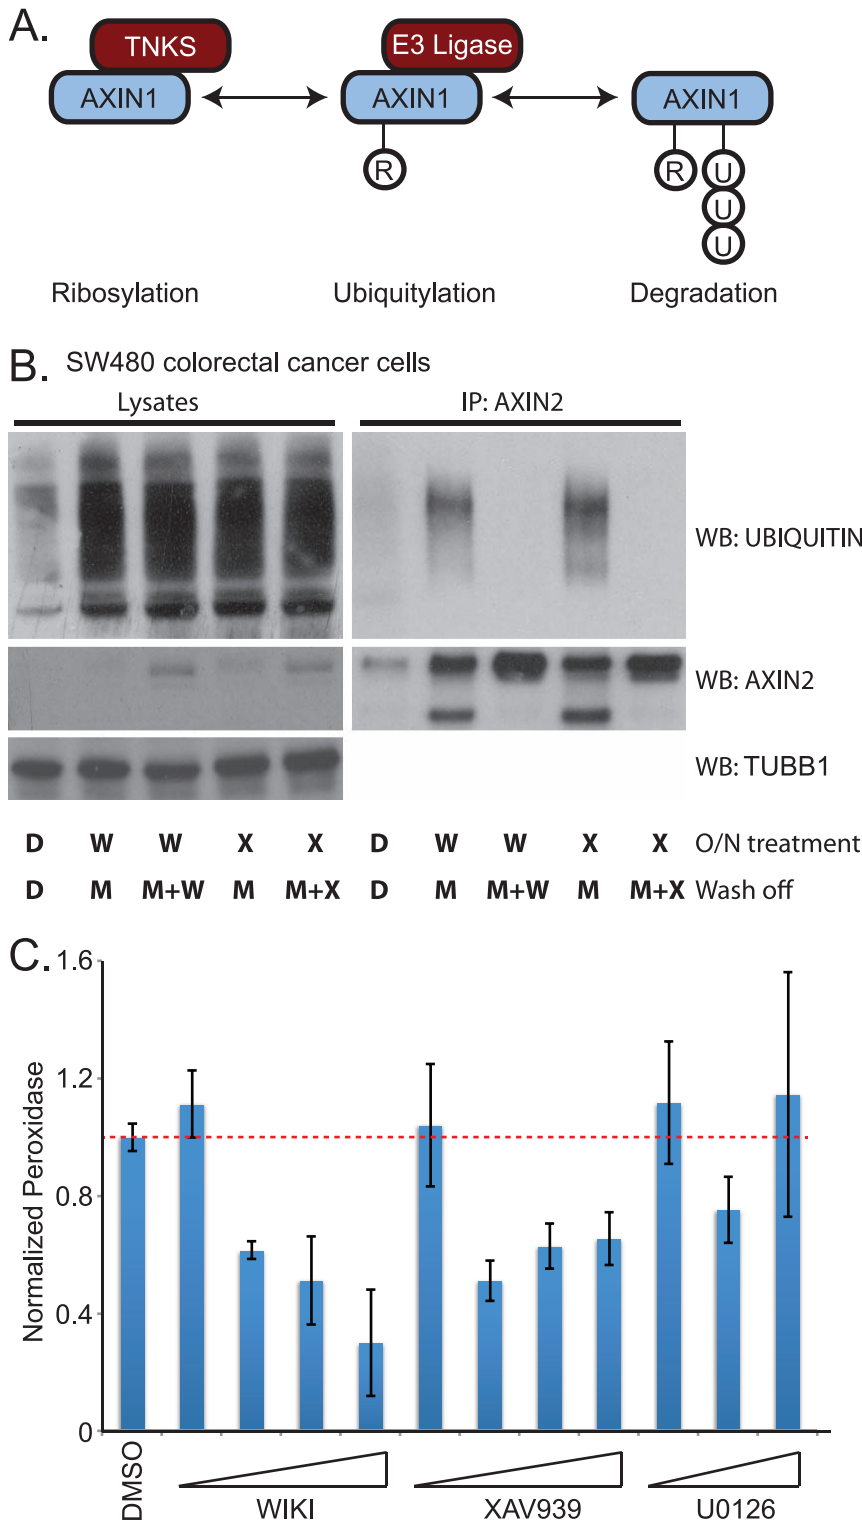 A.
TNKS
AXIN1
E3 Ligase
AXIN1
R
AXIN1
R
U
U
U
Ribosylation
Ubiquitylation
Degradation
B. SW480 colorectal cancer cells
Lysates
IP: AXIN2
WB: UBIQUITIN
WB: AXIN2
WB: TUBB1
D W W X X D W W X X O/N treatment
D M M+W M M+X D M M+W M M+X Wash off
C.
Normalized Peroxidase
1.6
1.2
0.8
0.4
0
DMSO
WIKI
XAV939
U0126